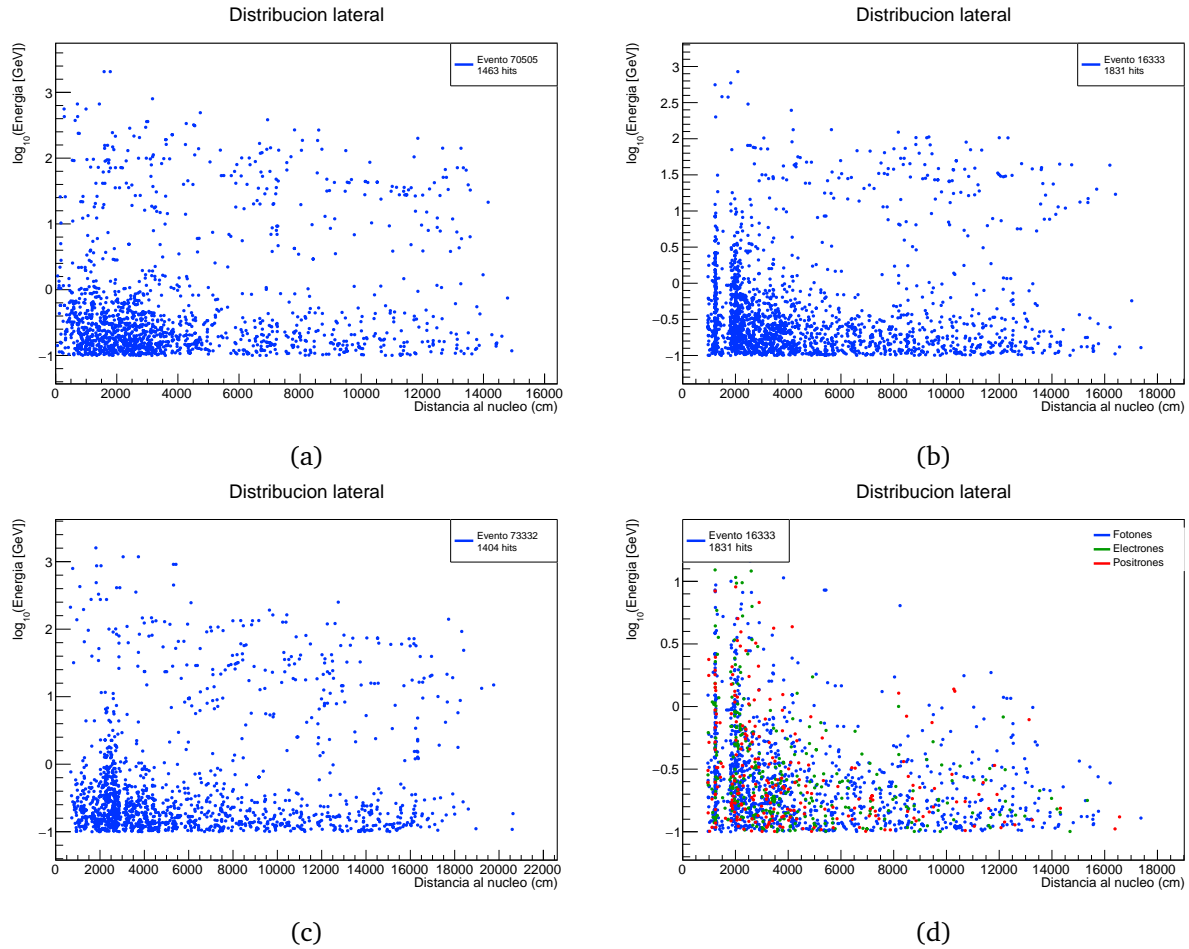 Distribucion lateral
Evento 70505
1463 hits
log10(Energia [GeV])
3
2
1
0
−1
0 2000 4000 6000 8000 10000 12000 14000 16000
Distancia al nucleo (cm)
(a)
Distribucion lateral
Evento 16333
1831 hits
log10(Energia [GeV])
3
2.5
2
1.5
1
0.5
0
−0.5
−1
0 2000 4000 6000 8000 10000 12000 14000 16000 18000
Distancia al nucleo (cm)
(b)
Distribucion lateral
Evento 73332
1404 hits
log10(Energia [GeV])
3
2
1
0
−1
0 2000 4000 6000 8000 10000 12000 14000 16000 18000 20000 22000
Distancia al nucleo (cm)
(c)
Distribucion lateral
Evento 16333
1831 hits
Fotones
Electrones
Positrones
log10(Energia [GeV])
1
0.5
0
−0.5
−1
0 2000 4000 6000 8000 10000 12000 14000 16000 18000
Distancia al nucleo (cm)
(d)